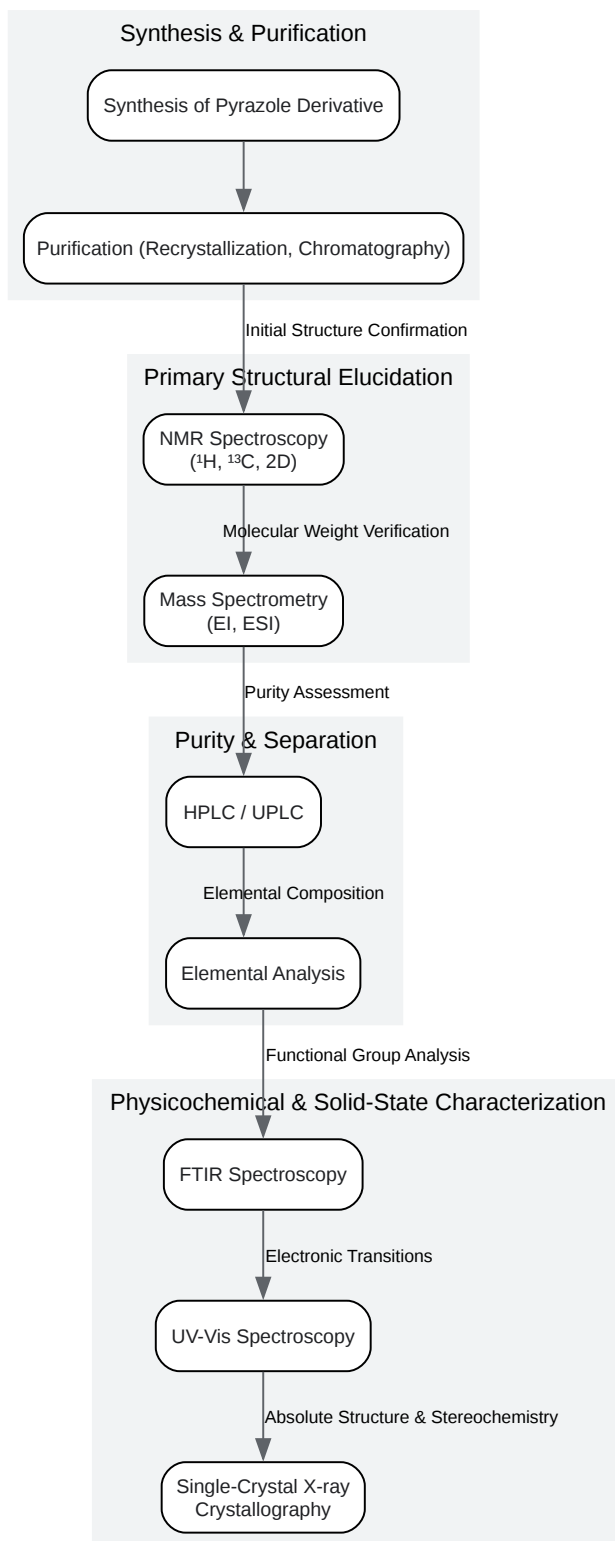 Synthesis & Purification
Synthesis of Pyrazole Derivative
Purification (Recrystallization, Chromatography)
Initial Structure Confirmation
Primary Structural Elucidation
NMR Spectroscopy
(¹H, ¹³C, 2D)
Molecular Weight Verification
Mass Spectrometry
(EI, ESI)
Purity Assessment
Purity & Separation
HPLC / UPLC
Elemental Composition
Elemental Analysis
Functional Group Analysis
Physicochemical & Solid-State Characterization
FTIR Spectroscopy
Electronic Transitions
UV-Vis Spectroscopy
Absolute Structure & Stereochemistry
Single-Crystal X-ray
Crystallography